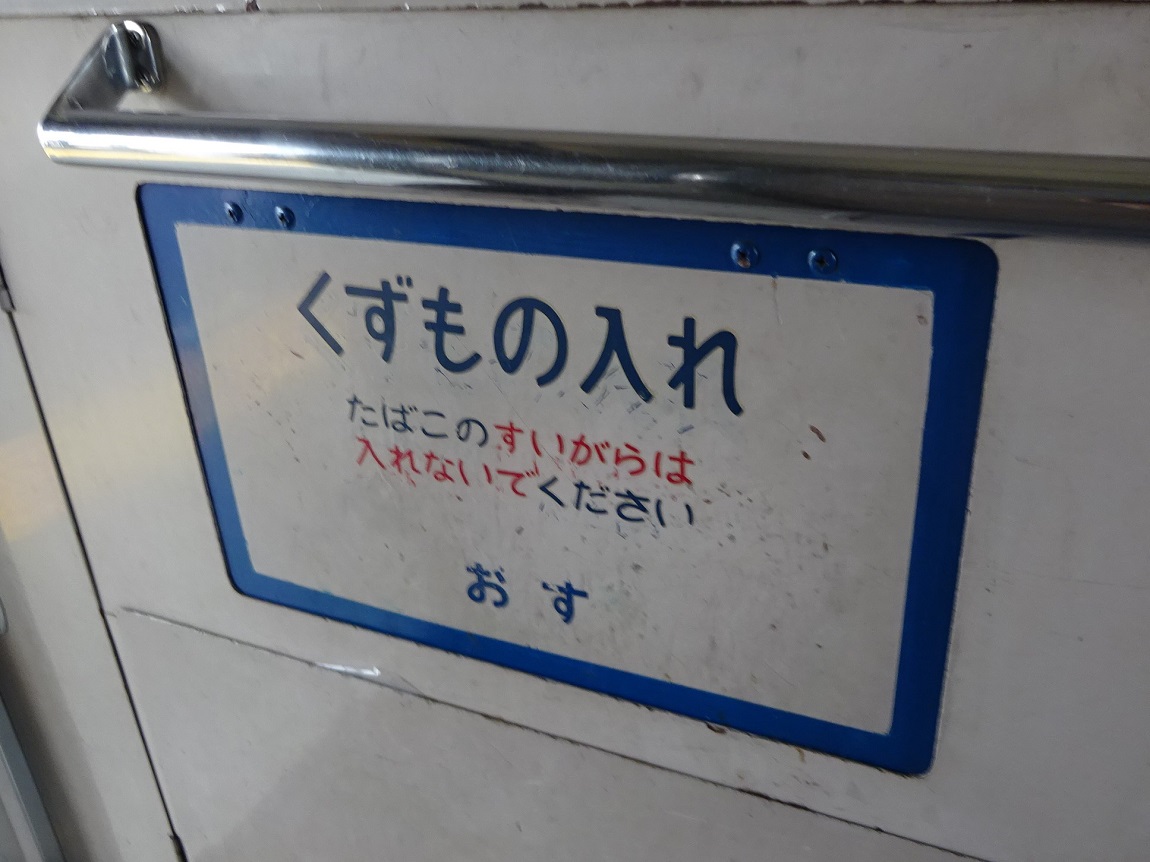 くずもの入れ
たばこのすいがらは
入れないでください
おす